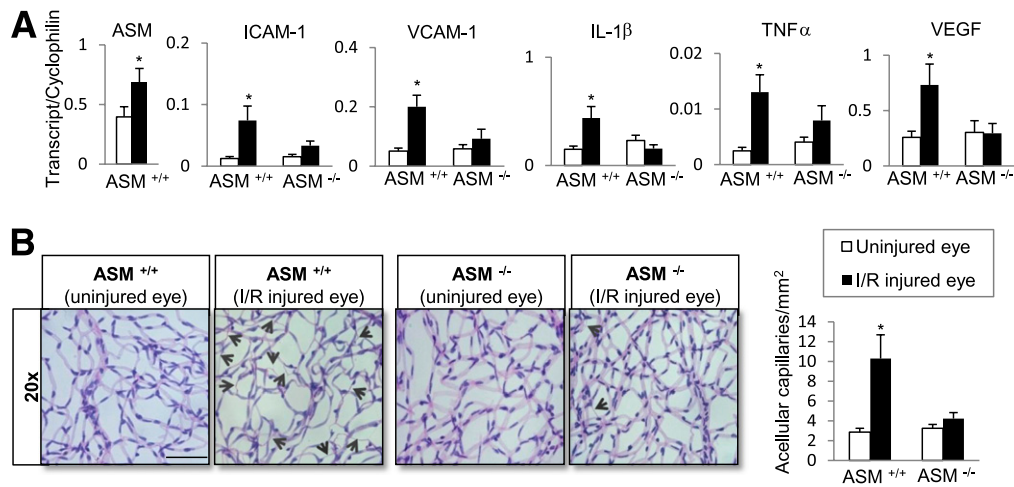 A
ASM
ICAM-1
VCAM-1
IL-1β
TNFα
VEGF
Transcript/Cyclophilin
1
0.5
0
0.2
0.1
0
0.4
0.2
0
1
0
0.02
0.01
0
1
0.5
0
*
*
*
*
*
*
ASM +/+
ASM +/+ ASM -/-
ASM +/+ ASM -/-
ASM +/+ ASM -/-
ASM +/+ ASM -/-
ASM +/+ ASM -/-
B
ASM +/+
(uninjured eye)
ASM +/+
(I/R injured eye)
ASM -/-
(uninjured eye)
ASM -/-
(I/R injured eye)
20x
Uninjured eye
I/R injured eye
Acellular capillaries/mm2
14
12
10
8
6
4
2
0
*
ASM +/+ ASM -/-